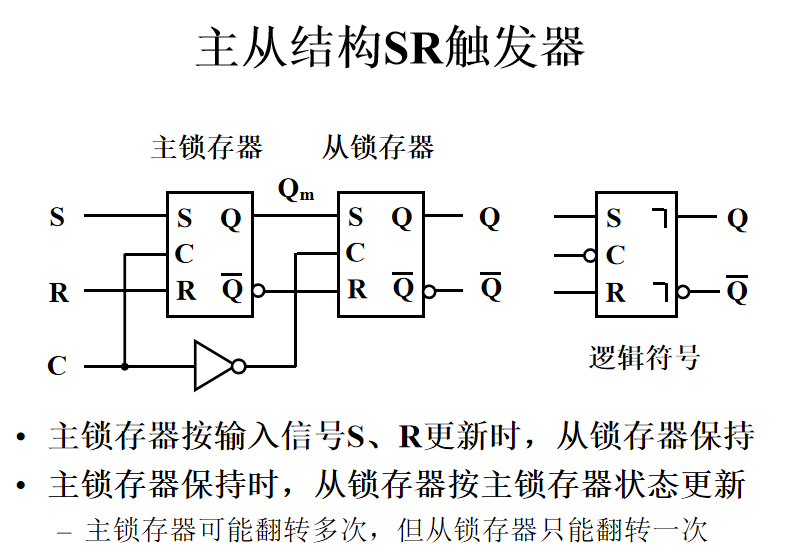 主从结构SR触发器
主锁存器 从锁存器
Qm
S S Q S Q Q S Q
C C C
R R Q̅ R Q̅ Q̅ R Q̅
C
逻辑符号
• 主锁存器按输入信号S、R更新时，从锁存器保持
• 主锁存器保持时，从锁存器按主锁存器状态更新
– 主锁存器可能翻转多次，但从锁存器只能翻转一次